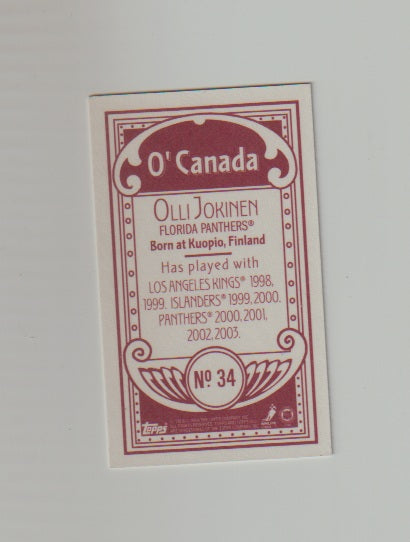 O' Canada
OLLI JOKINEN
FLORIDA PANTHERS®
Born at Kuopio, Finland
Has played with
LOS ANGELES KINGS® 1998,
1999. ISLANDERS® 1999,2000.
PANTHERS® 2000,2001,
2002,2003.
Nº 34
Topps